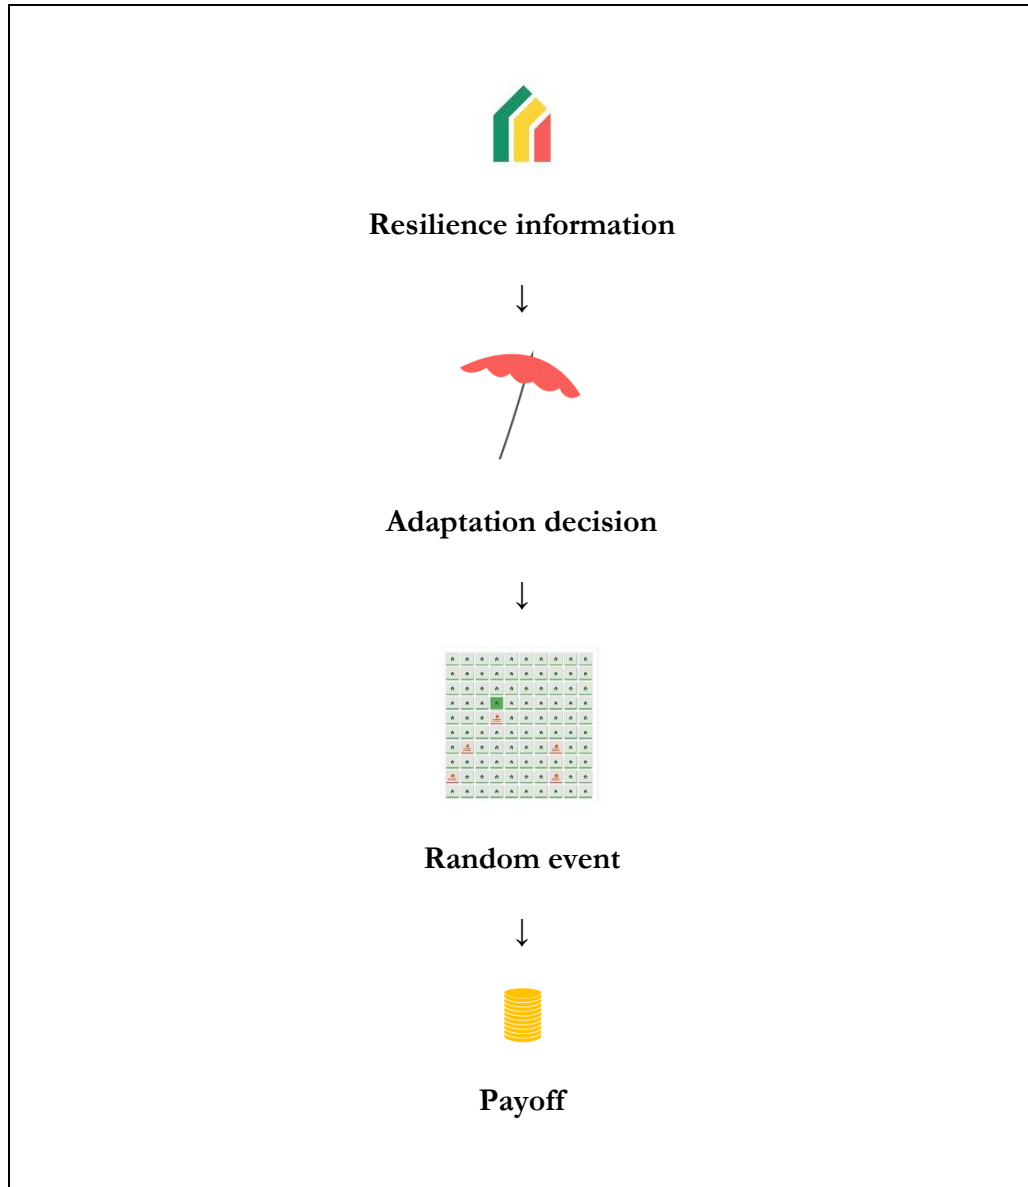 Resilience information
↓
Adaptation decision
↓
Random event
↓
Payoff